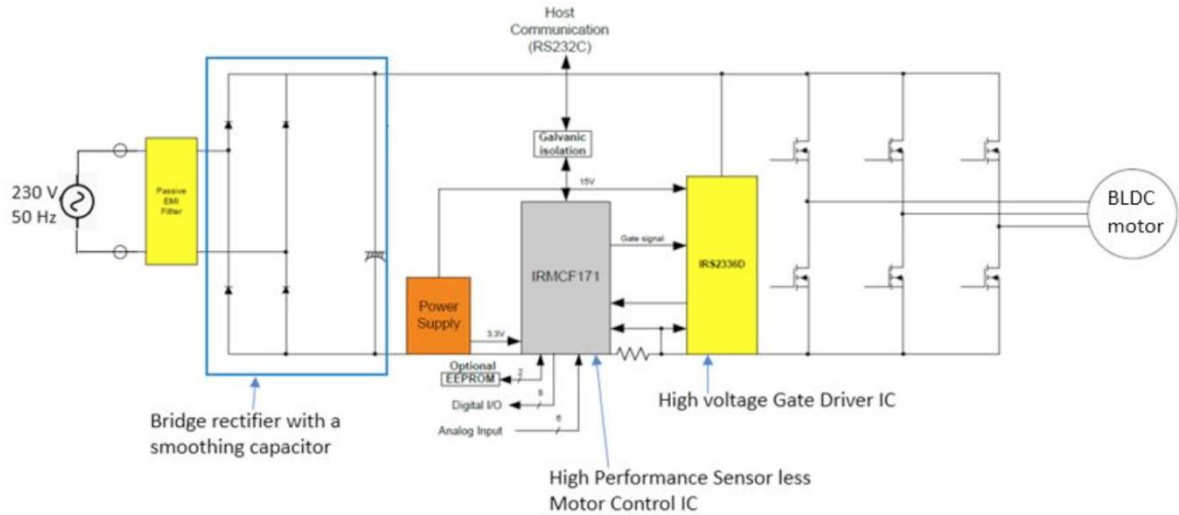 Host
Communication
(RS232C)
Galvanic
isolation
15V
230 V
50 Hz
Passive
EMI
Filter
BLDC
motor
Gate signal
IRS2336D
IRMCF171
Power
Supply
3.3V
Optional
EEPROM
2
Digital I/O
8
Analog Input
6
High voltage Gate Driver IC
Bridge rectifier with a
smoothing capacitor
High Performance Sensor less
Motor Control IC